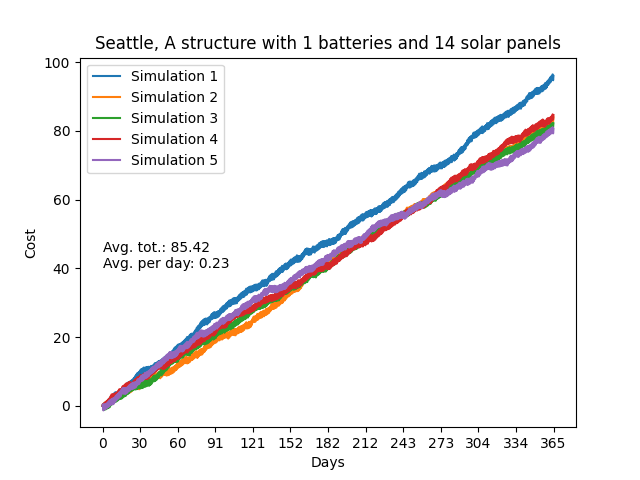 Seattle, A structure with 1 batteries and 14 solar panels
100
80
60
40
20
0
Cost
Simulation 1
Simulation 2
Simulation 3
Simulation 4
Simulation 5
Avg. tot.: 85.42
Avg. per day: 0.23
0 30 60 91 121 152 182 212 243 273 304 334 365
Days